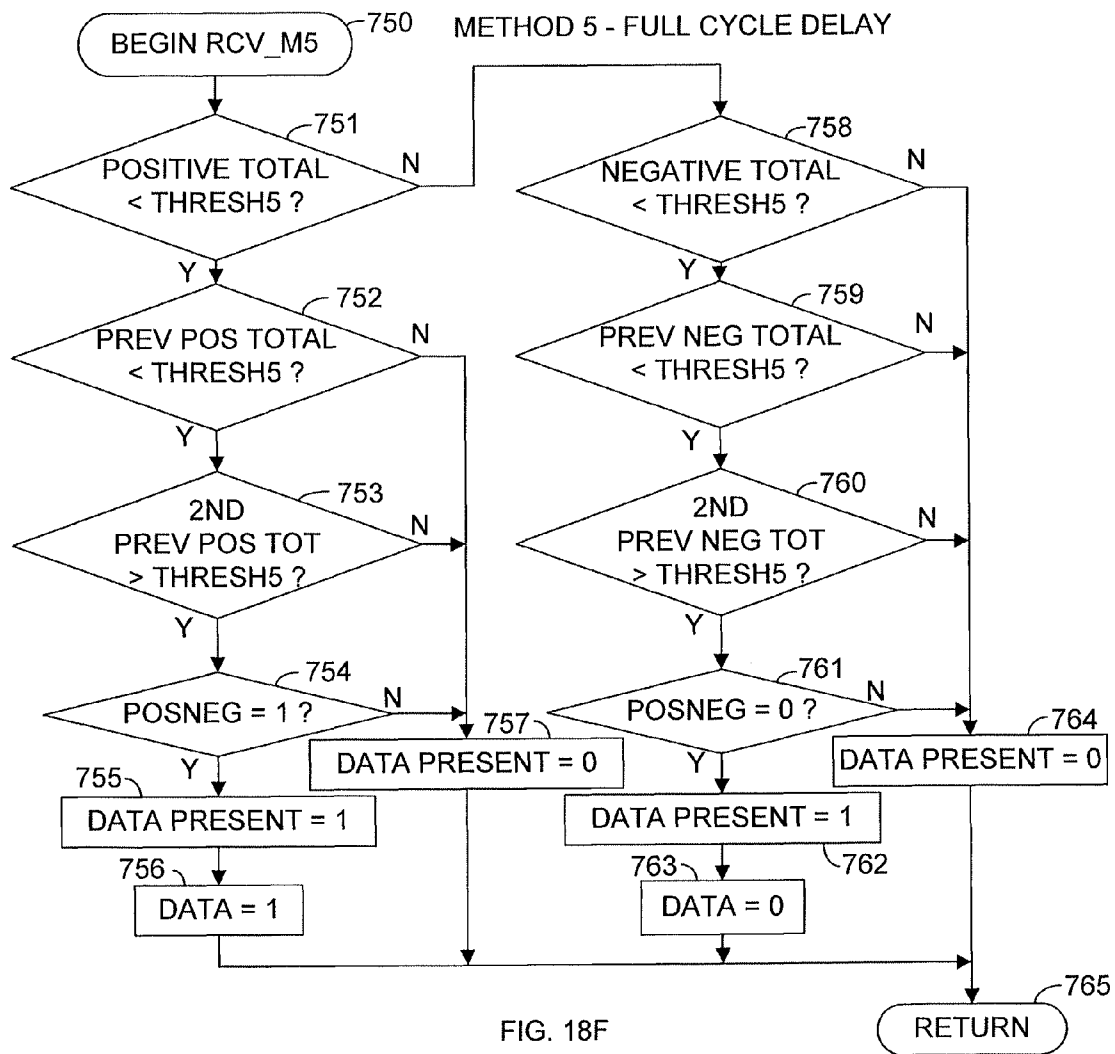 METHOD 5 - FULL CYCLE DELAY
BEGIN RCV_M5
750
751
POSITIVE TOTAL
< THRESH5 ?
N
Y
752
PREV POS TOTAL
< THRESH5 ?
N
Y
753
2ND
PREV POS TOT
> THRESH5 ?
N
Y
754
POSNEG = 1 ?
N
Y
755
DATA PRESENT = 1
756
DATA = 1
757
DATA PRESENT = 0
758
NEGATIVE TOTAL
< THRESH5 ?
N
Y
759
PREV NEG TOTAL
< THRESH5 ?
N
Y
760
2ND
PREV NEG TOT
> THRESH5 ?
N
Y
761
POSNEG = 0 ?
N
Y
DATA PRESENT = 1
762
763
DATA = 0
764
DATA PRESENT = 0
765
RETURN
FIG. 18F